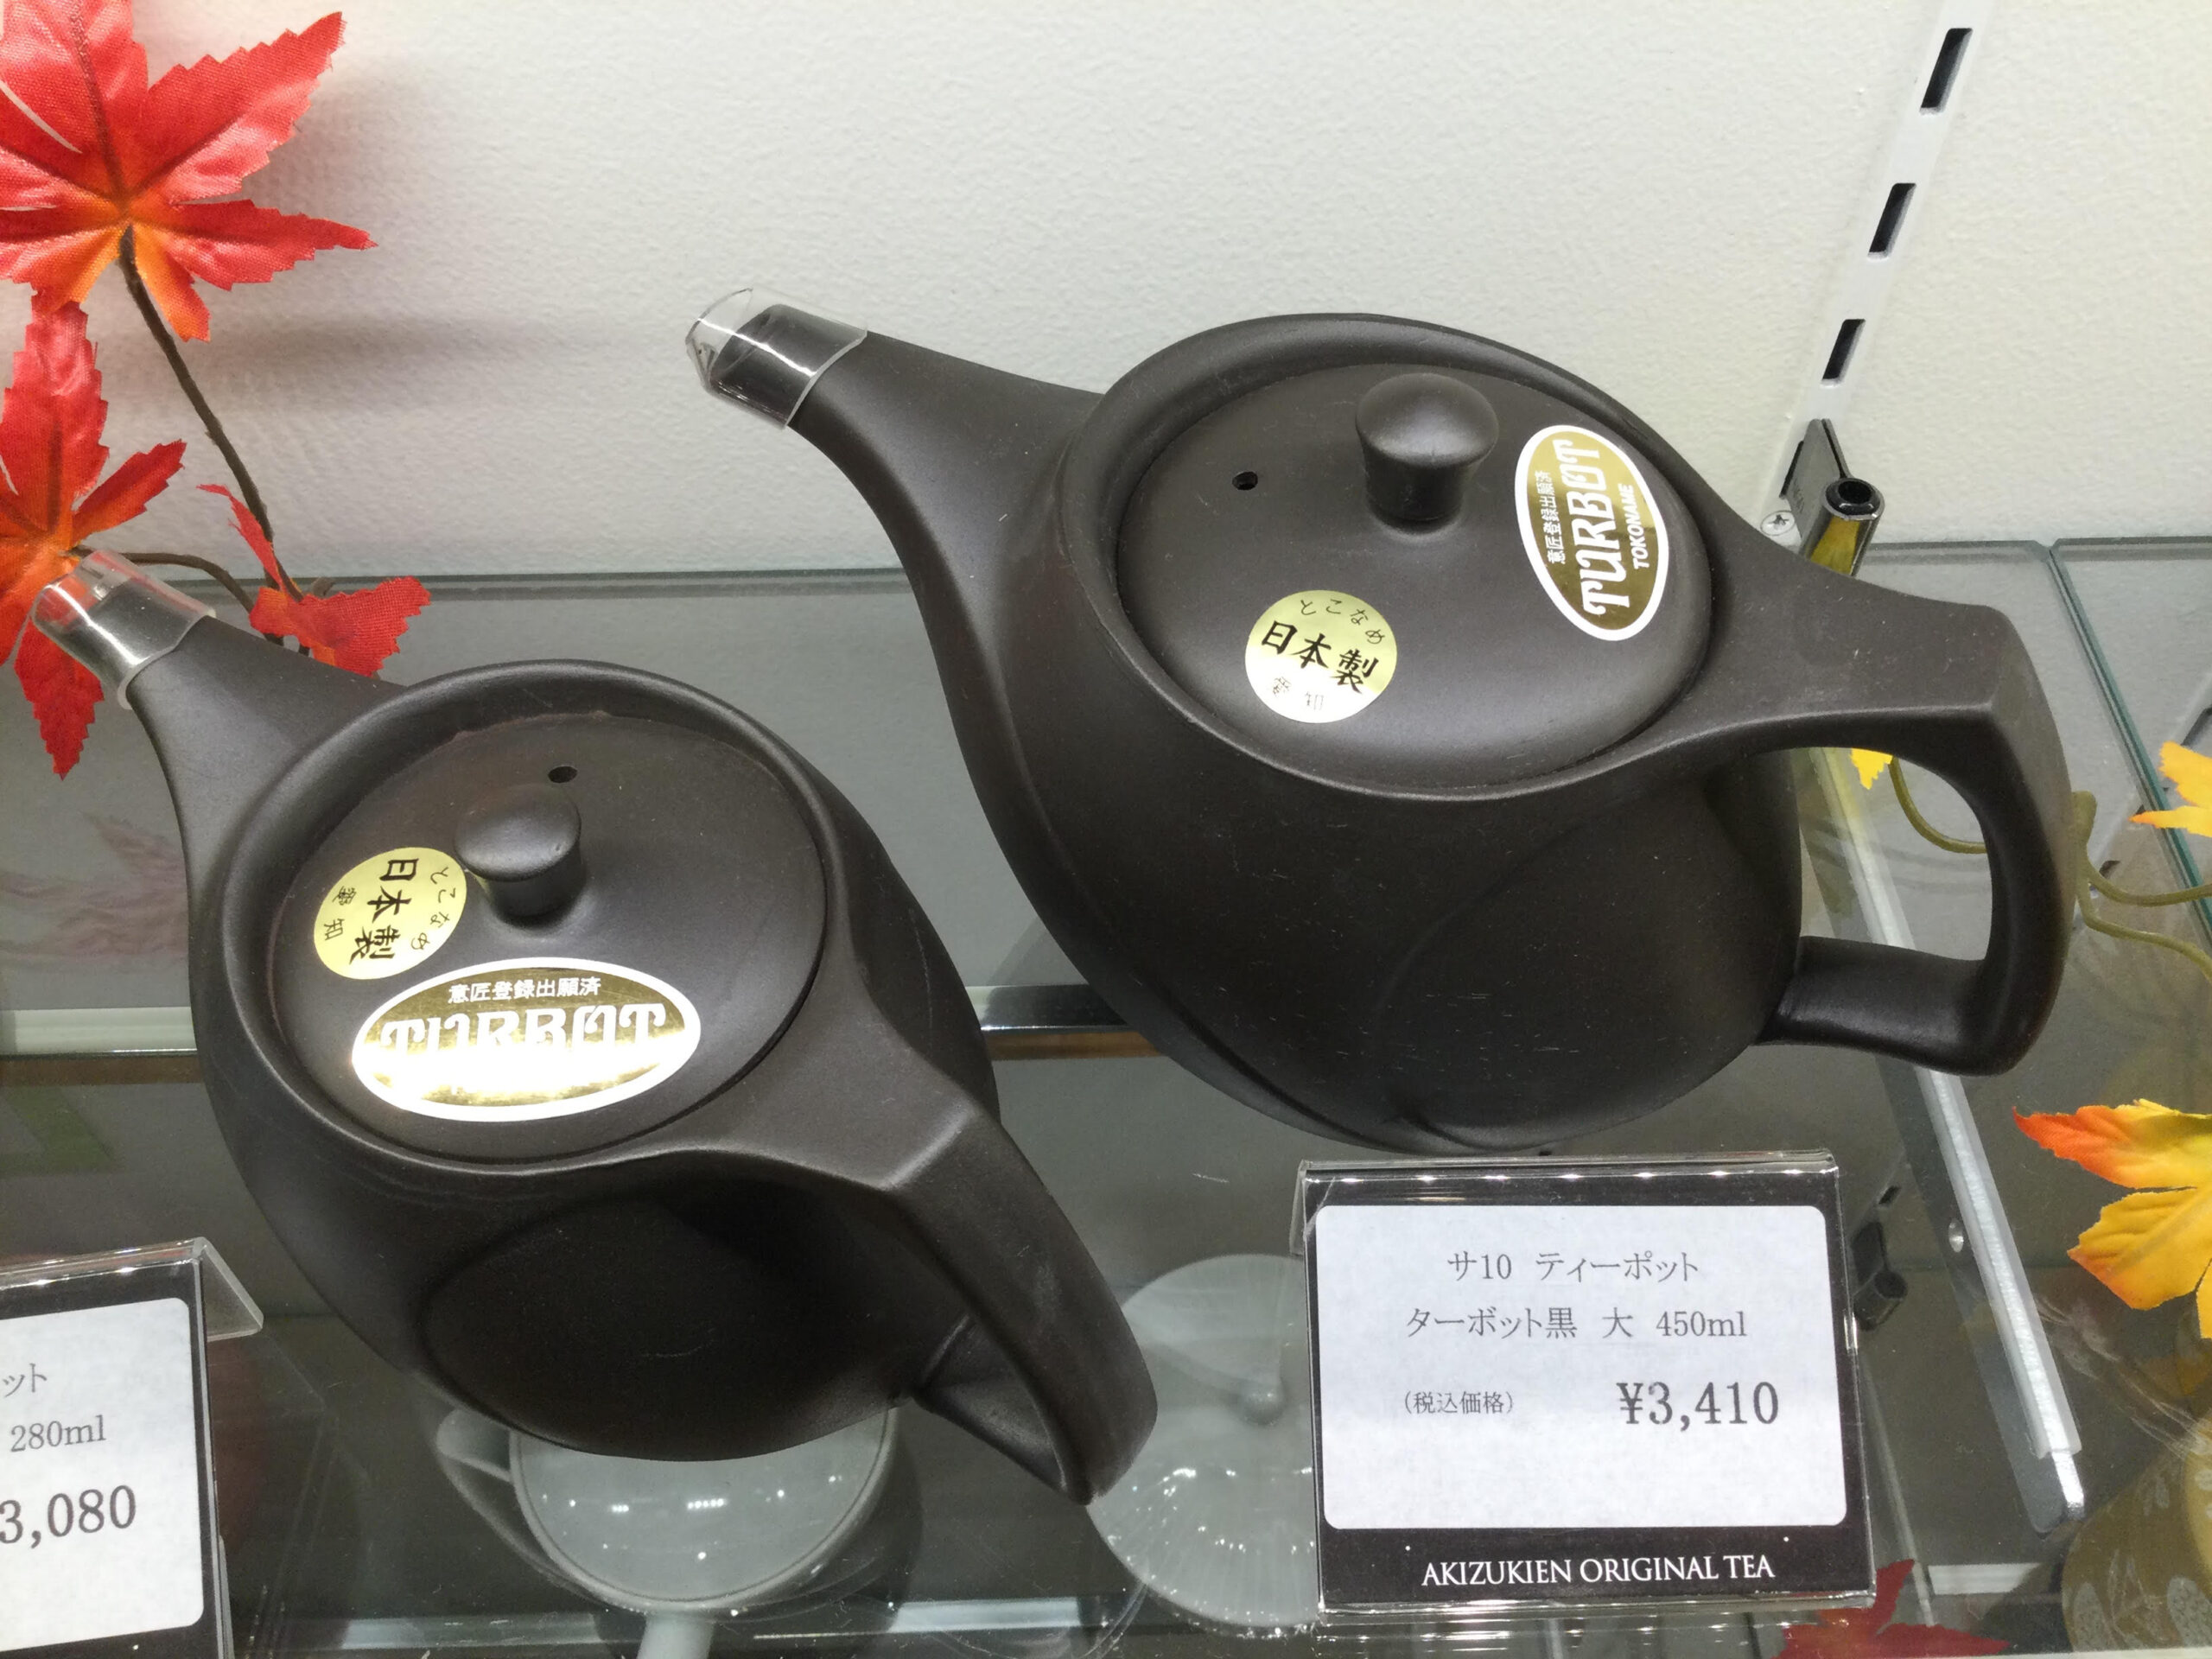 意匠登録出願済
TURBOT
TOKONAME
とこなめ
日本製
愛知
とこなめ
日本製
愛知
意匠登録出願済
TURBOT
サ10 ティーポット
ターボット黒 大 450ml
(税込価格) ¥3,410
AKIZUKIEN ORIGINAL TEA
ット
280ml
3,080